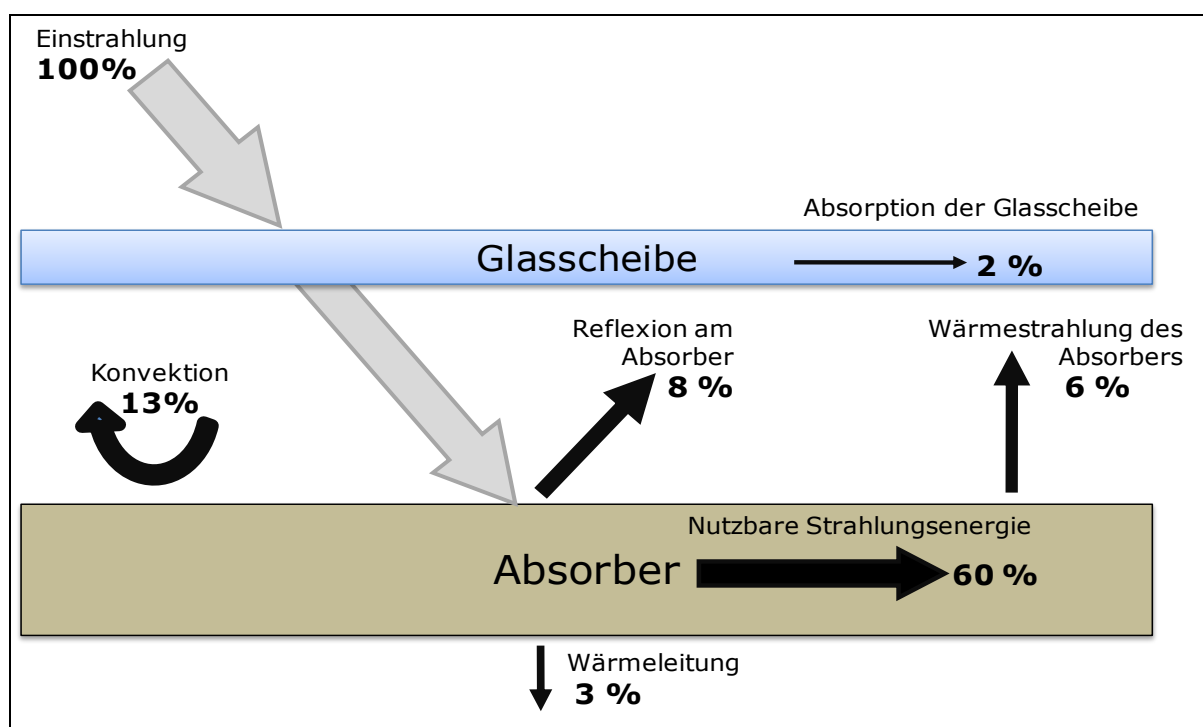 Einstrahlung
100%
Absorption der Glasscheibe
Glasscheibe
2 %
Reflexion am
Absorber
8 %
Wärmestrahlung des
Absorbers
6 %
Konvektion
13%
Nutzbare Strahlungsenergie
Absorber
60 %
Wärmeleitung
3 %